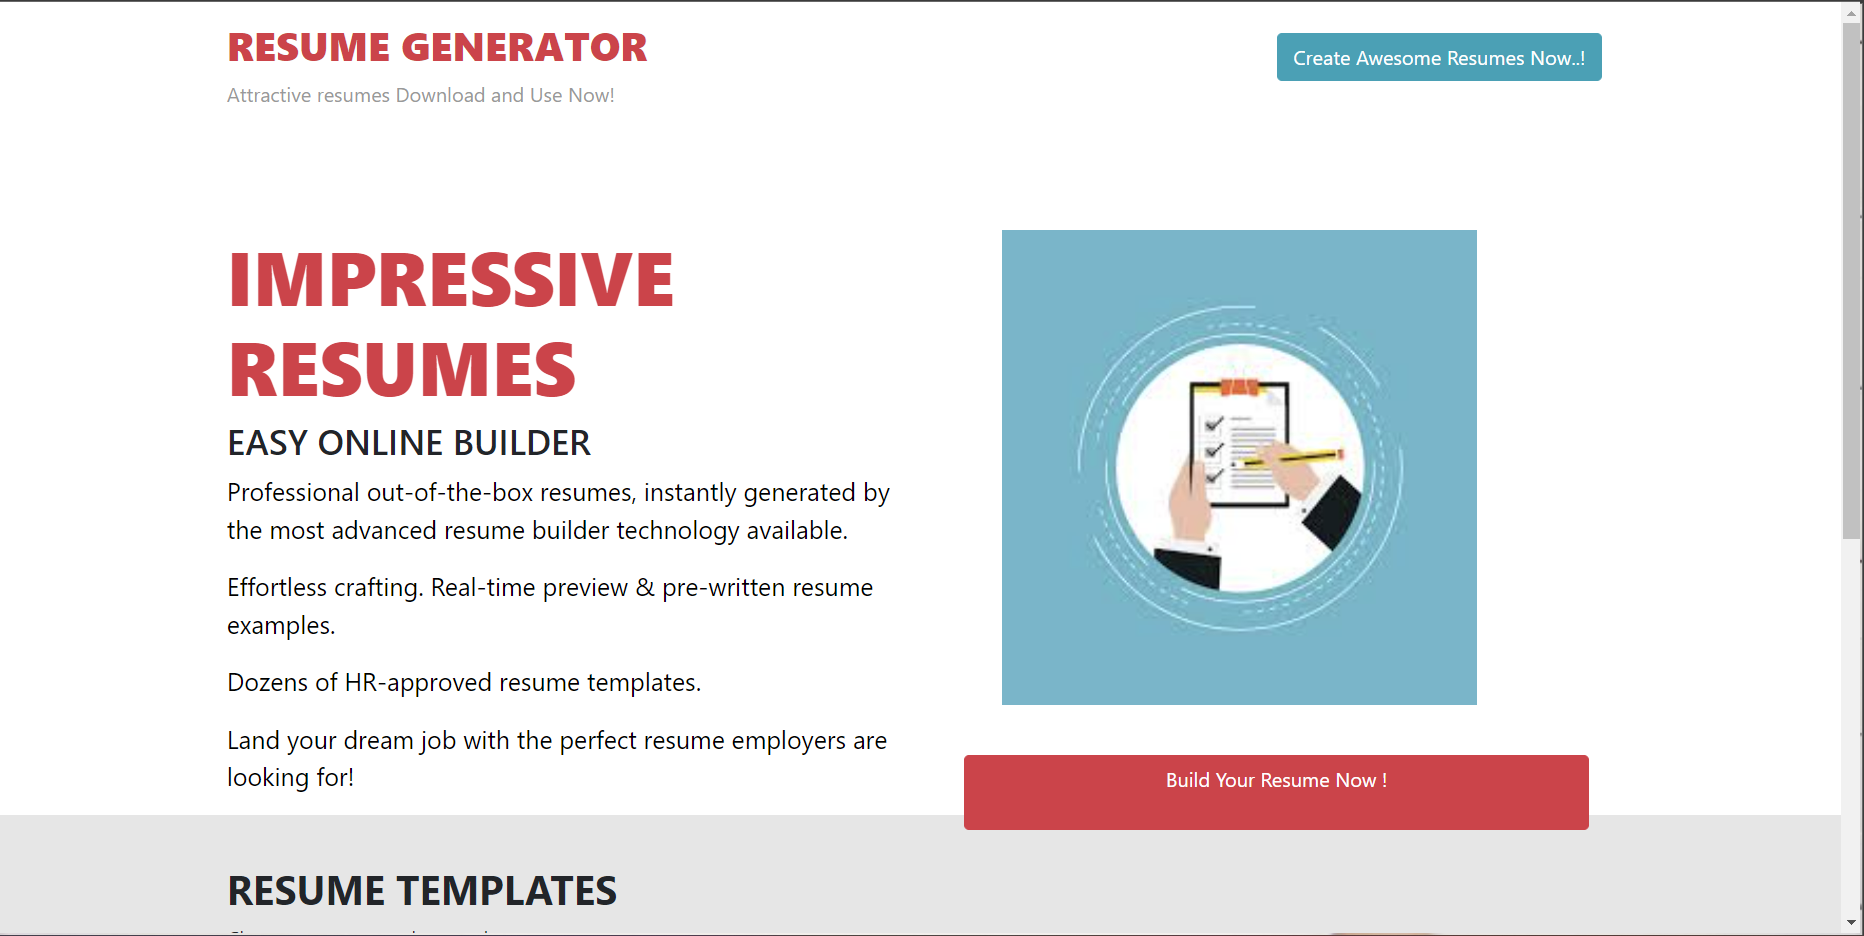 RESUME GENERATOR
Attractive resumes Download and Use Now!
Create Awesome Resumes Now..!
IMPRESSIVE
RESUMES
EASY ONLINE BUILDER
Professional out-of-the-box resumes, instantly generated by
the most advanced resume builder technology available.
Effortless crafting. Real-time preview & pre-written resume
examples.
Dozens of HR-approved resume templates.
Land your dream job with the perfect resume employers are
looking for!
Build Your Resume Now !
RESUME TEMPLATES